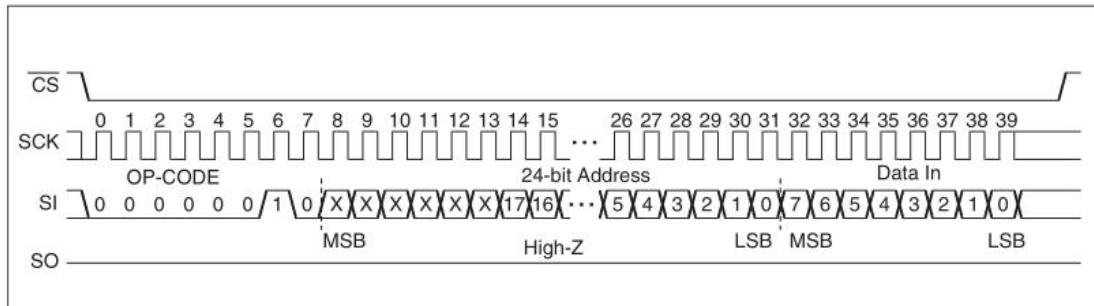 CS
0 1 2 3 4 5 6 7 8 9 10 11 12 13 14 15 26 27 28 29 30 31 32 33 34 35 36 37 38 39
SCK ···
OP-CODE 24-bit Address Data In
SI 0 0 0 0 0 0 1 0 X X X X X X 17 16 ··· 5 4 3 2 1 0 7 6 5 4 3 2 1 0
MSB High-Z LSB MSB LSB
SO